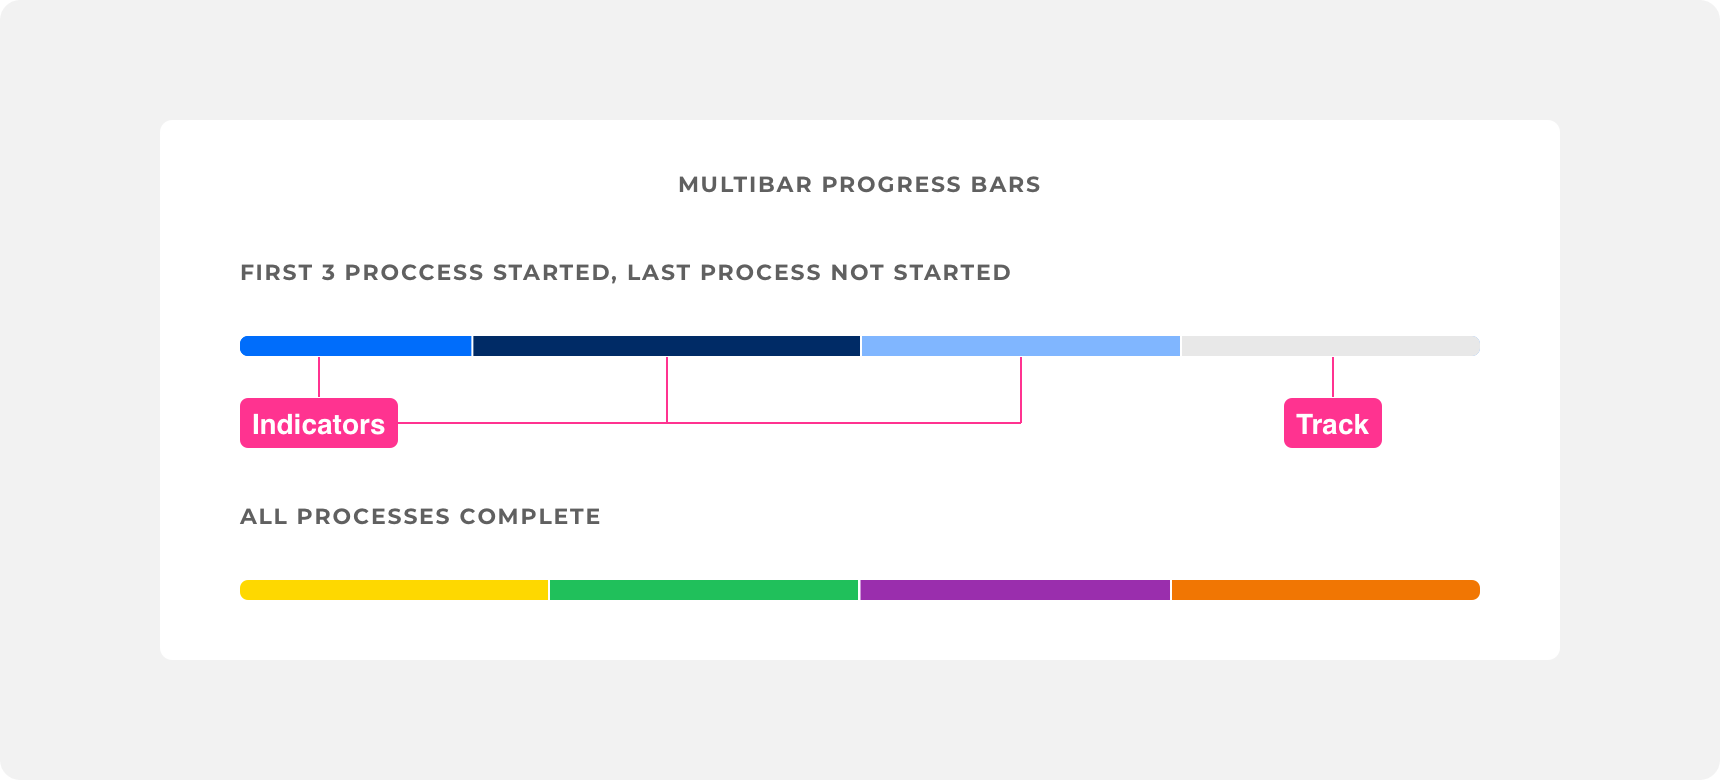 MULTIBAR PROGRESS BARS
FIRST 3 PROCCESS STARTED, LAST PROCESS NOT STARTED
Indicators
Track
ALL PROCESSES COMPLETE